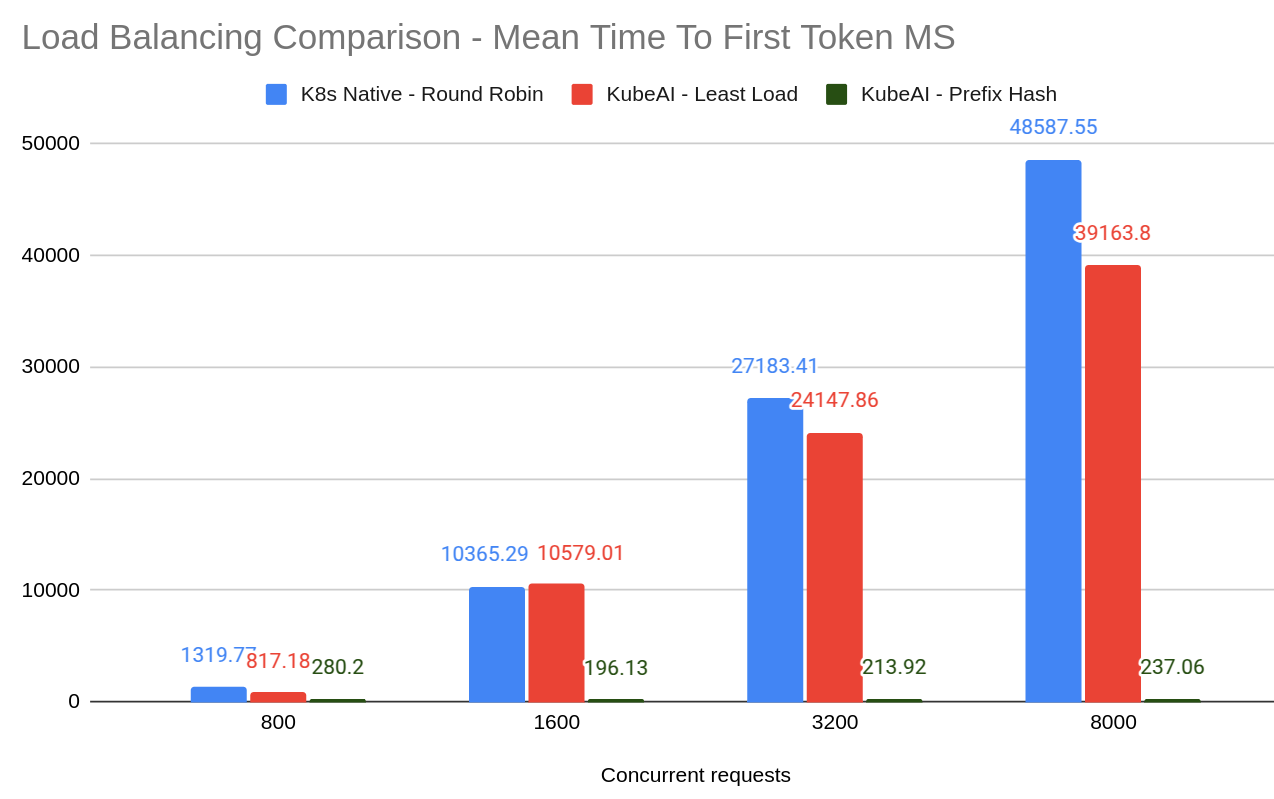 Load Balancing Comparison - Mean Time To First Token MS
K8s Native - Round Robin KubeAI - Least Load KubeAI - Prefix Hash
48587.55
50000
39163.8
40000
27183.41
30000
24147.86
20000
10365.29 10579.01
10000
1319.77 817.18 280.2 196.13 213.92 237.06
0
800 1600 3200 8000
Concurrent requests